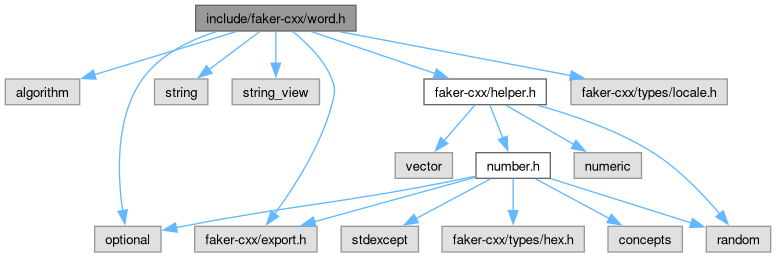 include/faker-cxx/word.h
algorithm
string
string_view
faker-cxx/helper.h
faker-cxx/types/locale.h
vector
number.h
numeric
optional
faker-cxx/export.h
stdexcept
faker-cxx/types/hex.h
concepts
random